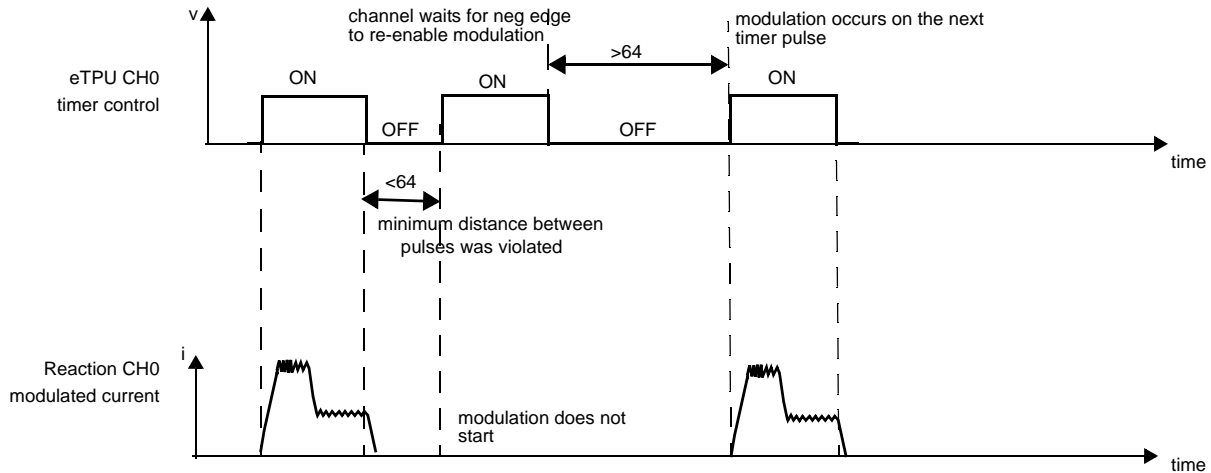 v
channel waits for neg edge
to re-enable modulation
modulation occurs on the next
timer pulse
>64
eTPU CH0
timer control
ON
ON
ON
OFF
OFF
time
<64
minimum distance between
pulses was violated
i
Reaction CH0
modulated current
modulation does not
start
time